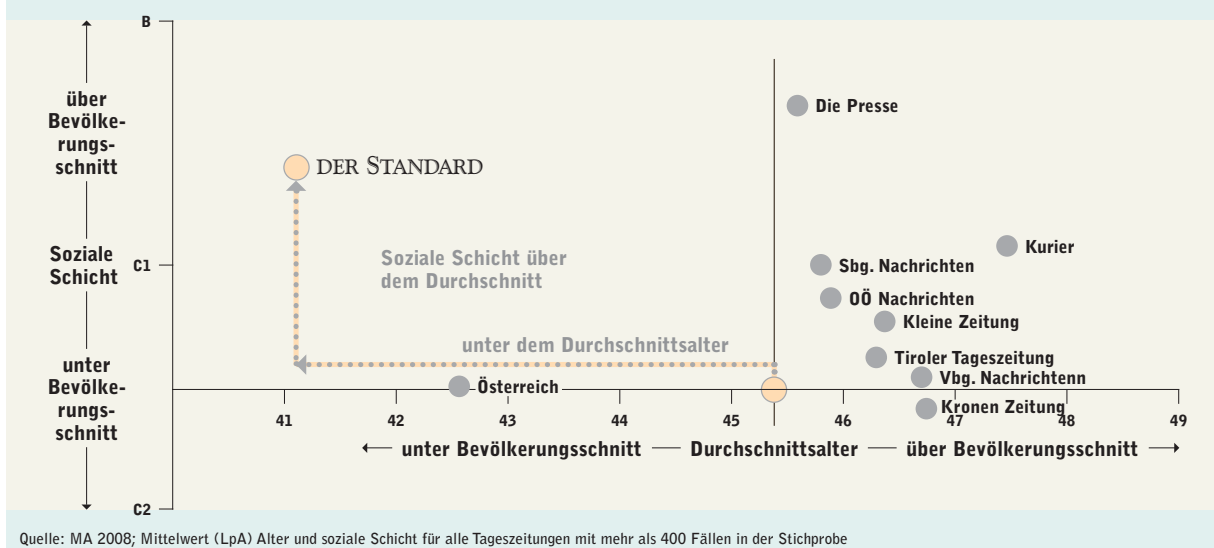 B
über
Bevölke-
rungs-
schnitt
Soziale
Schicht
C1
unter
Bevölke-
rungs-
schnitt
C2
Die Presse
DER STANDARD
Kurier
Soziale Schicht über
dem Durchschnitt
Sbg. Nachrichten
OÖ Nachrichten
Kleine Zeitung
unter dem Durchschnittsalter
Tiroler Tageszeitung
Österreich
Vbg. Nachrichtenn
Kronen Zeitung
41 42 43 44 45 46 47 48 49
unter Bevölkerungsschnitt — Durchschnittsalter — über Bevölkerungsschnitt
Quelle: MA 2008; Mittelwert (LpA) Alter und soziale Schicht für alle Tageszeitungen mit mehr als 400 Fällen in der Stichprobe